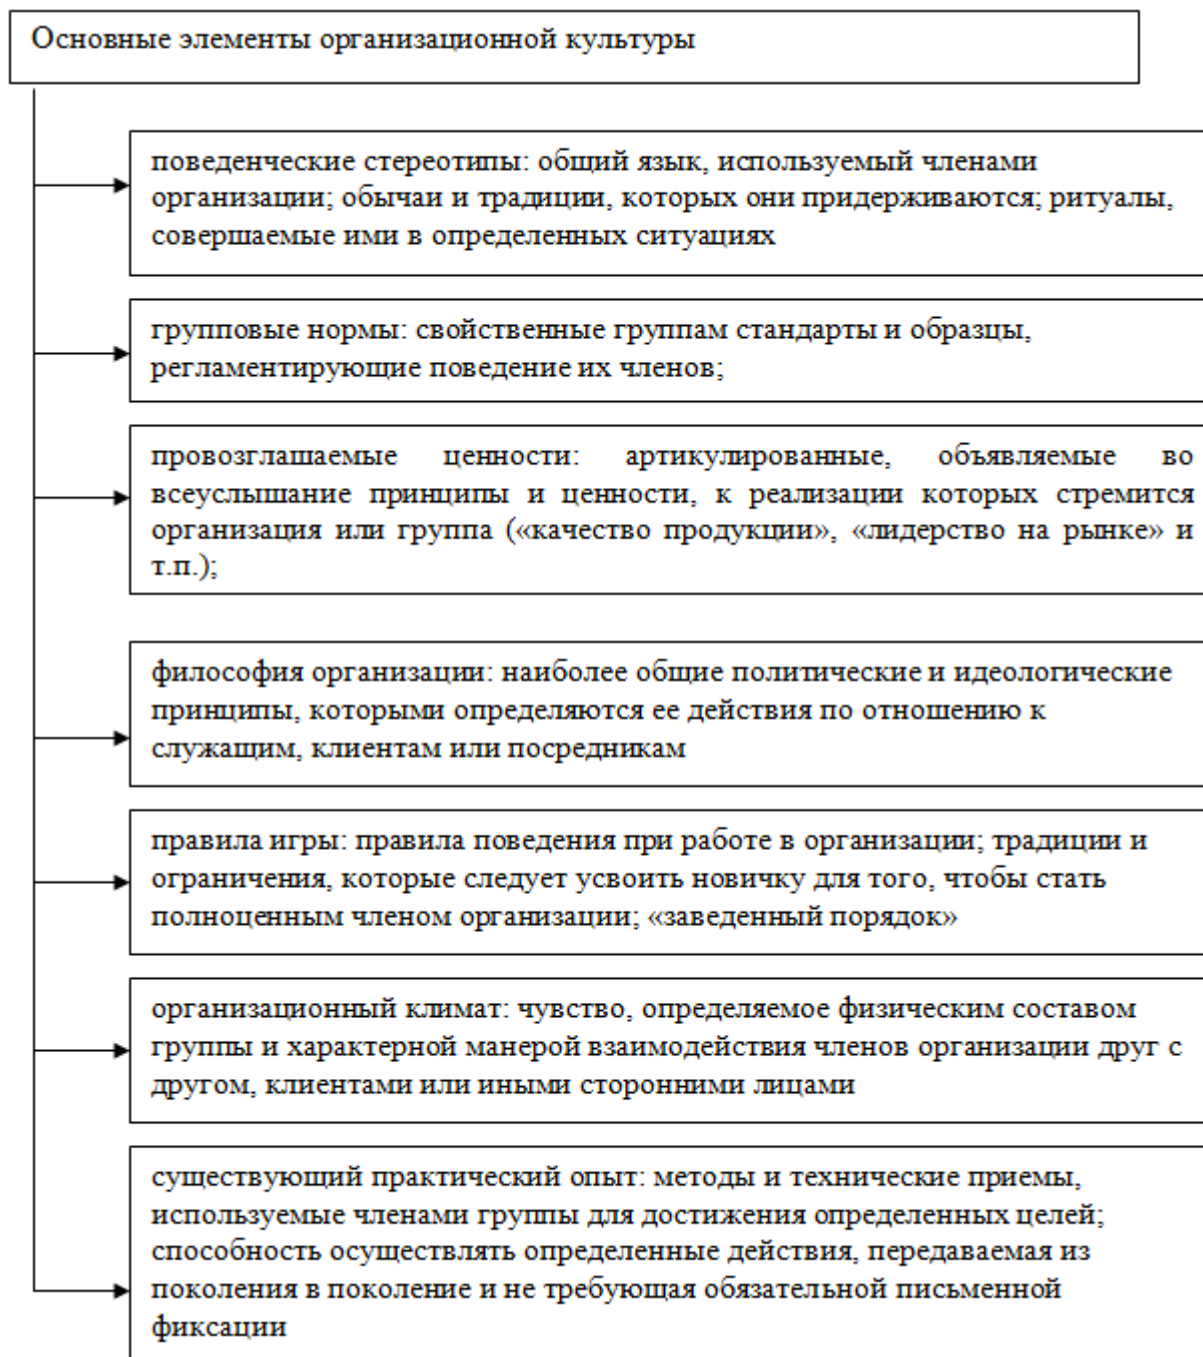 Основные элементы организационной культуры
поведенческие стереотипы: общий язык, используемый членами
организации; обычаи и традиции, которых они придерживаются; ритуалы,
совершаемые ими в определенных ситуациях
групповые нормы: свойственные группам стандарты и образцы,
регламентирующие поведение их членов;
провозглашаемые ценности: артикулированные, объявляемые во
всеуслышание принципы и ценности, к реализации которых стремится
организация или группа («качество продукции», «лидерство на рынке» и
т.п.);
философия организации: наиболее общие политические и идеологические
принципы, которыми определяются ее действия по отношению к
служащим, клиентам или посредникам
правила игры: правила поведения при работе в организации; традиции и
ограничения, которые следует усвоить новичку для того, чтобы стать
полноценным членом организации; «заведенный порядок»
организационный климат: чувство, определяемое физическим составом
группы и характерной манерой взаимодействия членов организации друг с
другом, клиентами или иными сторонними лицами
существующий практический опыт: методы и технические приемы,
используемые членами группы для достижения определенных целей;
способность осуществлять определенные действия, передаваемая из
поколения в поколение и не требующая обязательной письменной
фиксации